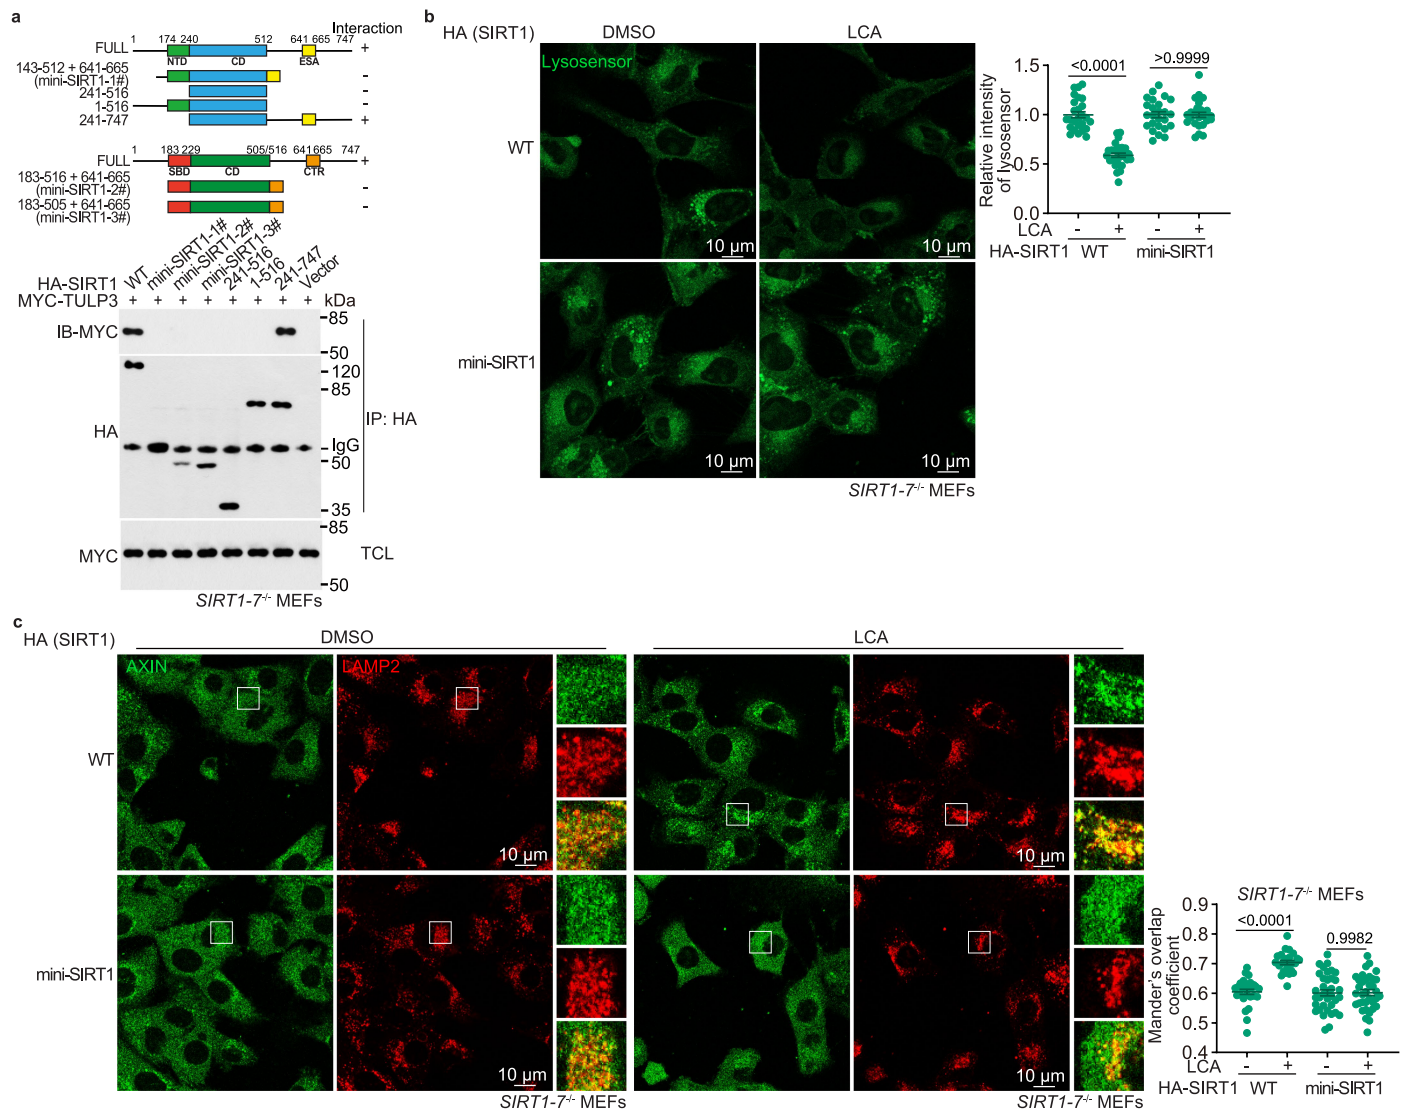 a
Interaction
1 174 240 512 641 665 747
FULL +
NTD CD ESA
143-512 + 641-665
(mini-SIRT1-1#) -
241-516 -
1-516 -
241-747 +
1 183 229 505/516 641 665 747
FULL +
SBD CD CTR
183-516 + 641-665
(mini-SIRT1-2#) -
183-505 + 641-665
(mini-SIRT1-3#) -
HA-SIRT1 WT mini-SIRT1-1# mini-SIRT1-2# mini-SIRT1-3# 241-516 1-516 241-747 Vector
MYC-TULP3 + + + + + + + + kDa
IB-MYC
85
50
HA
120
85
IgG
50
35
IP: HA
MYC
85
50
TCL
SIRT1-7-/- MEFs
b
HA (SIRT1) DMSO LCA
Lysosensor
WT
10 µm
10 µm
mini-SIRT1
10 µm
10 µm
SIRT1-7-/- MEFs
Relative intensity
of lysosensor
<0.0001 >0.9999
1.5
1.0
0.5
0.0
LCA - + - +
HA-SIRT1 WT mini-SIRT1
c
HA (SIRT1) DMSO LCA
AXIN LAMP2
WT
10 µm
10 µm
mini-SIRT1
10 µm
10 µm
SIRT1-7-/- MEFs
SIRT1-7-/- MEFs
SIRT1-7-/- MEFs
Mander's overlap
coefficient
<0.0001
0.9982
0.9
0.8
0.7
0.6
0.5
0.4
LCA - + - +
HA-SIRT1 WT mini-SIRT1